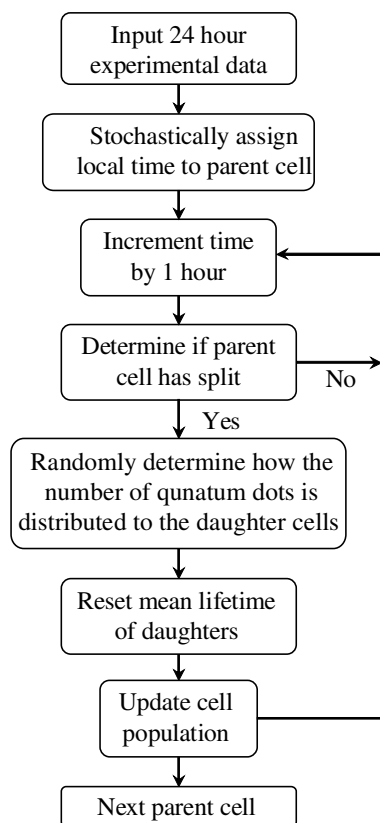 Input 24 hour
experimental data
Stochastically assign
local time to parent cell
Increment time
by 1 hour
Determine if parent
cell has split
No
Yes
Randomly determine how the
number of qunatum dots is
distributed to the daughter cells
Reset mean lifetime
of daughters
Update cell
population
Next parent cell